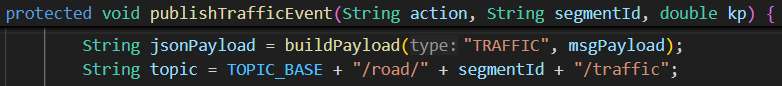 protected void publishTrafficEvent(String action, String segmentId, double kp) {
String jsonPayload = buildPayload(type: "TRAFFIC", msgPayload);
String topic = TOPIC_BASE + "/road/" + segmentId + "/traffic";